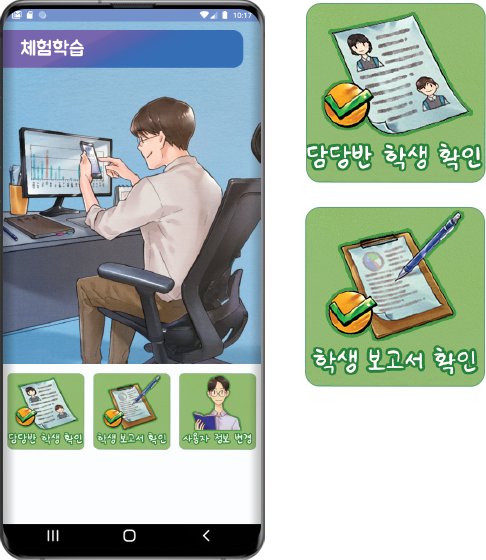 10:17
체험학습
담당반 학생 확인
학생 보고서 확인
사용자 정보 변경
담당반 학생 확인
학생 보고서 확인